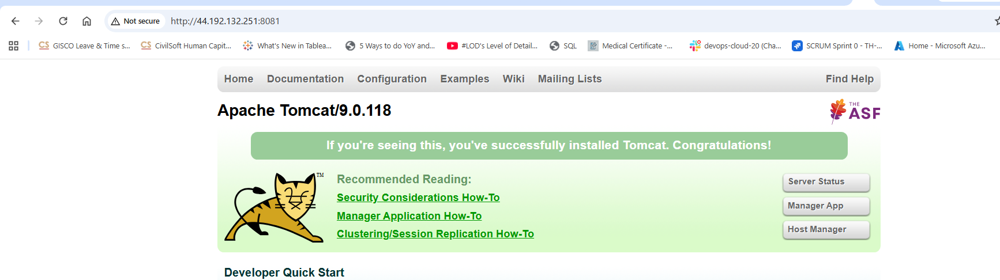 Not secure http://44.192.132.251:8081
GISCO Leave & Time s... CivilSoft Human Capit... What's New in Tablea... 5 Ways to do YoY and... #LOD's Level of Detail... SQL Medical Certificate -... devops-cloud-20 (Cha... SCRUM Sprint 0 - TH-... Home - Microsoft Azu...
Home Documentation Configuration Examples Wiki Mailing Lists Find Help
Apache Tomcat/9.0.118
THE
ASF
If you're seeing this, you've successfully installed Tomcat. Congratulations!
TM
Recommended Reading:
Security Considerations How-To
Manager Application How-To
Clustering/Session Replication How-To
Server Status
Manager App
Host Manager
Developer Quick Start